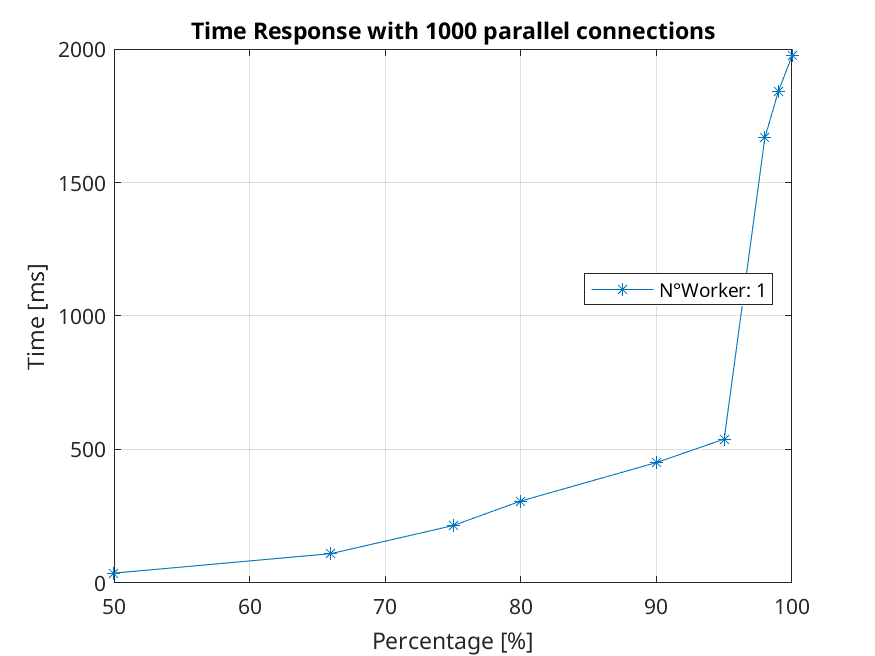 Time Response with 1000 parallel connections
2000
1500
1000
500
0
Time [ms]
N°Worker: 1
50 60 70 80 90 100
Percentage [%]